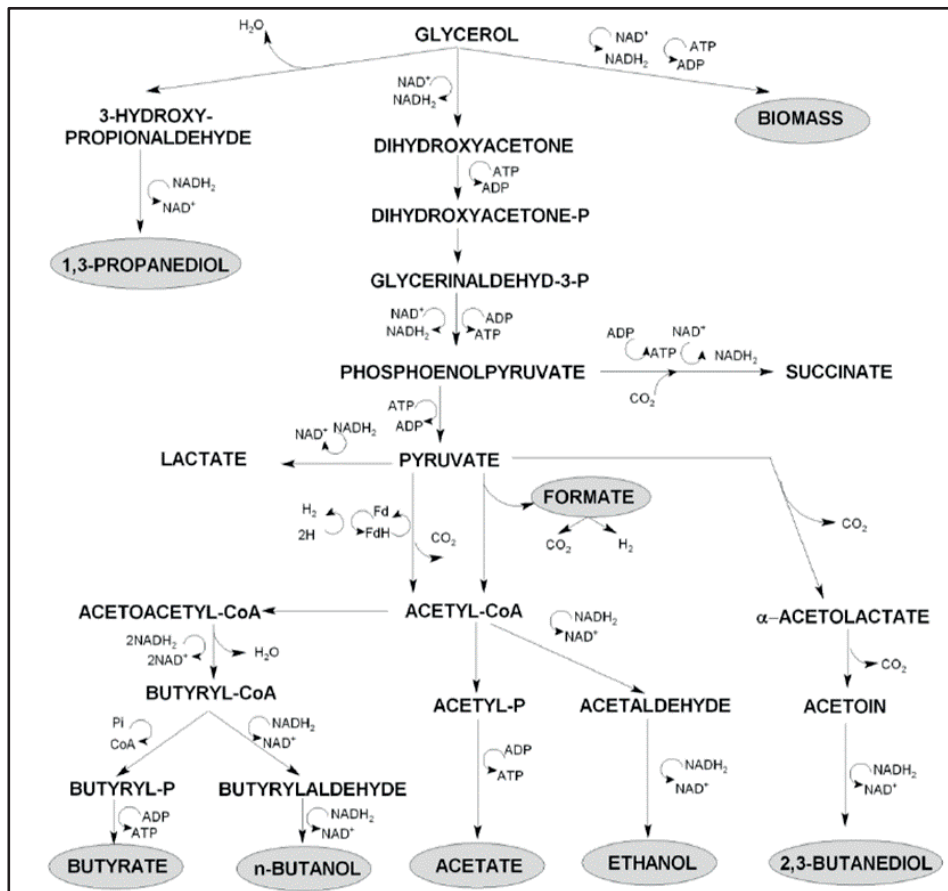 GLYCEROL
H₂O
NAD⁺
NADH₂
ATP
ADP
NAD⁺
NADH₂
3-HYDROXY-
PROPIONALDEHYDE
BIOMASS
DIHYDROXYACETONE
NADH₂
NAD⁺
ATP
ADP
DIHYDROXYACETONE-P
1,3-PROPANEDIOL
GLYCERINALDEHYD-3-P
NAD⁺
NADH₂
ADP
ATP
ADP
ATP
NAD⁺
NADH₂
PHOSPHOENOLPYRUVATE
CO₂
SUCCINATE
ATP
ADP
NAD⁺
NADH₂
LACTATE
PYRUVATE
FORMATE
H₂
2H
Fd
FdH
CO₂
CO₂
H₂
CO₂
ACETOACETYL-CoA
ACETYL-CoA
NADH₂
NAD⁺
α–ACETOLACTATE
2NADH₂
2NAD⁺
H₂O
CO₂
BUTYRYL-CoA
ACETYL-P
ACETALDEHYDE
ACETOIN
Pi
CoA
NADH₂
NAD⁺
ADP
ATP
NADH₂
NAD⁺
NADH₂
NAD⁺
BUTYRYL-P
BUTYRYLALDEHYDE
ADP
ATP
NADH₂
NAD⁺
BUTYRATE
n-BUTANOL
ACETATE
ETHANOL
2,3-BUTANEDIOL